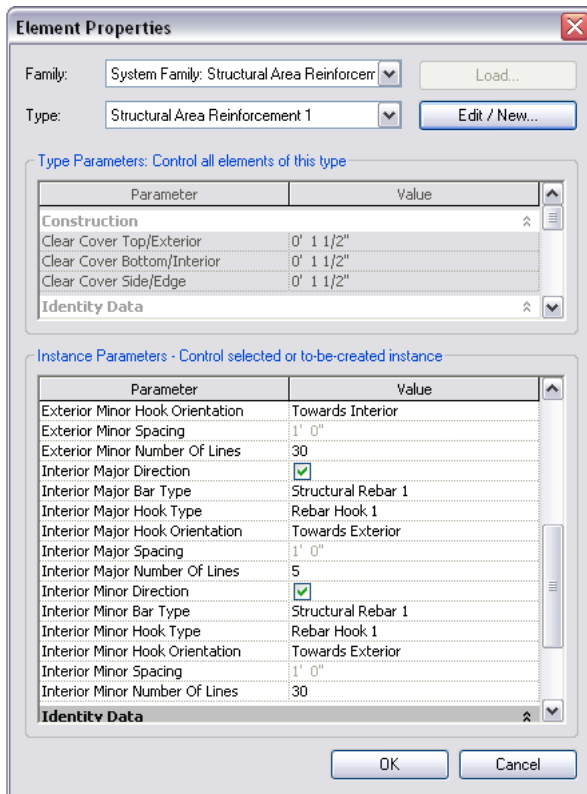 Element Properties
Family: System Family: Structural Area Reinforcem Load...
Type: Structural Area Reinforcement 1 Edit / New...
Type Parameters: Control all elements of this type
Parameter Value
Construction
Clear Cover Top/Exterior 0' 1 1/2"
Clear Cover Bottom/Interior 0' 1 1/2"
Clear Cover Side/Edge 0' 1 1/2"
Identity Data
Instance Parameters - Control selected or to-be-created instance
Parameter Value
Exterior Minor Hook Orientation Towards Interior
Exterior Minor Spacing 1' 0"
Exterior Minor Number Of Lines 30
Interior Major Direction
Interior Major Bar Type Structural Rebar 1
Interior Major Hook Type Rebar Hook 1
Interior Major Hook Orientation Towards Exterior
Interior Major Spacing 1' 0"
Interior Major Number Of Lines 5
Interior Minor Direction
Interior Minor Bar Type Structural Rebar 1
Interior Minor Hook Type Rebar Hook 1
Interior Minor Hook Orientation Towards Exterior
Interior Minor Spacing 1' 0"
Interior Minor Number Of Lines 30
Identity Data
OK Cancel